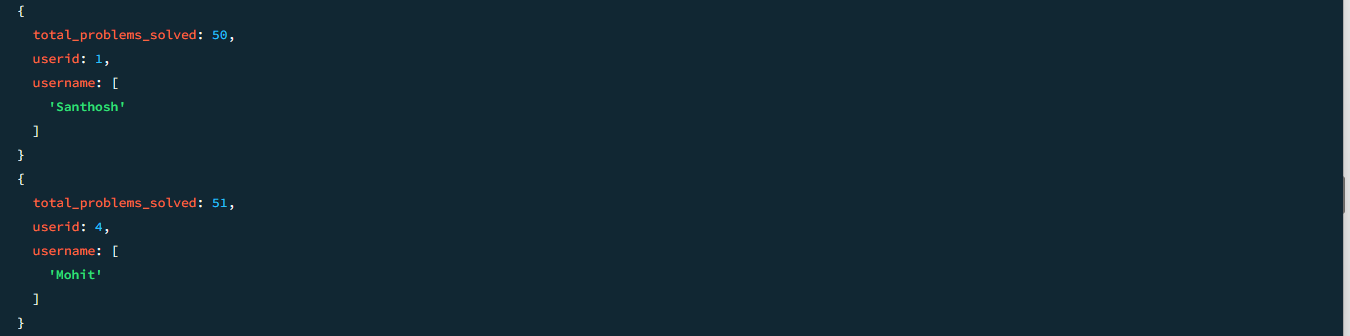 {
total_problems_solved: 50,
userid: 1,
username: [
'Santhosh'
]
}
{
total_problems_solved: 51,
userid: 4,
username: [
'Mohit'
]
}